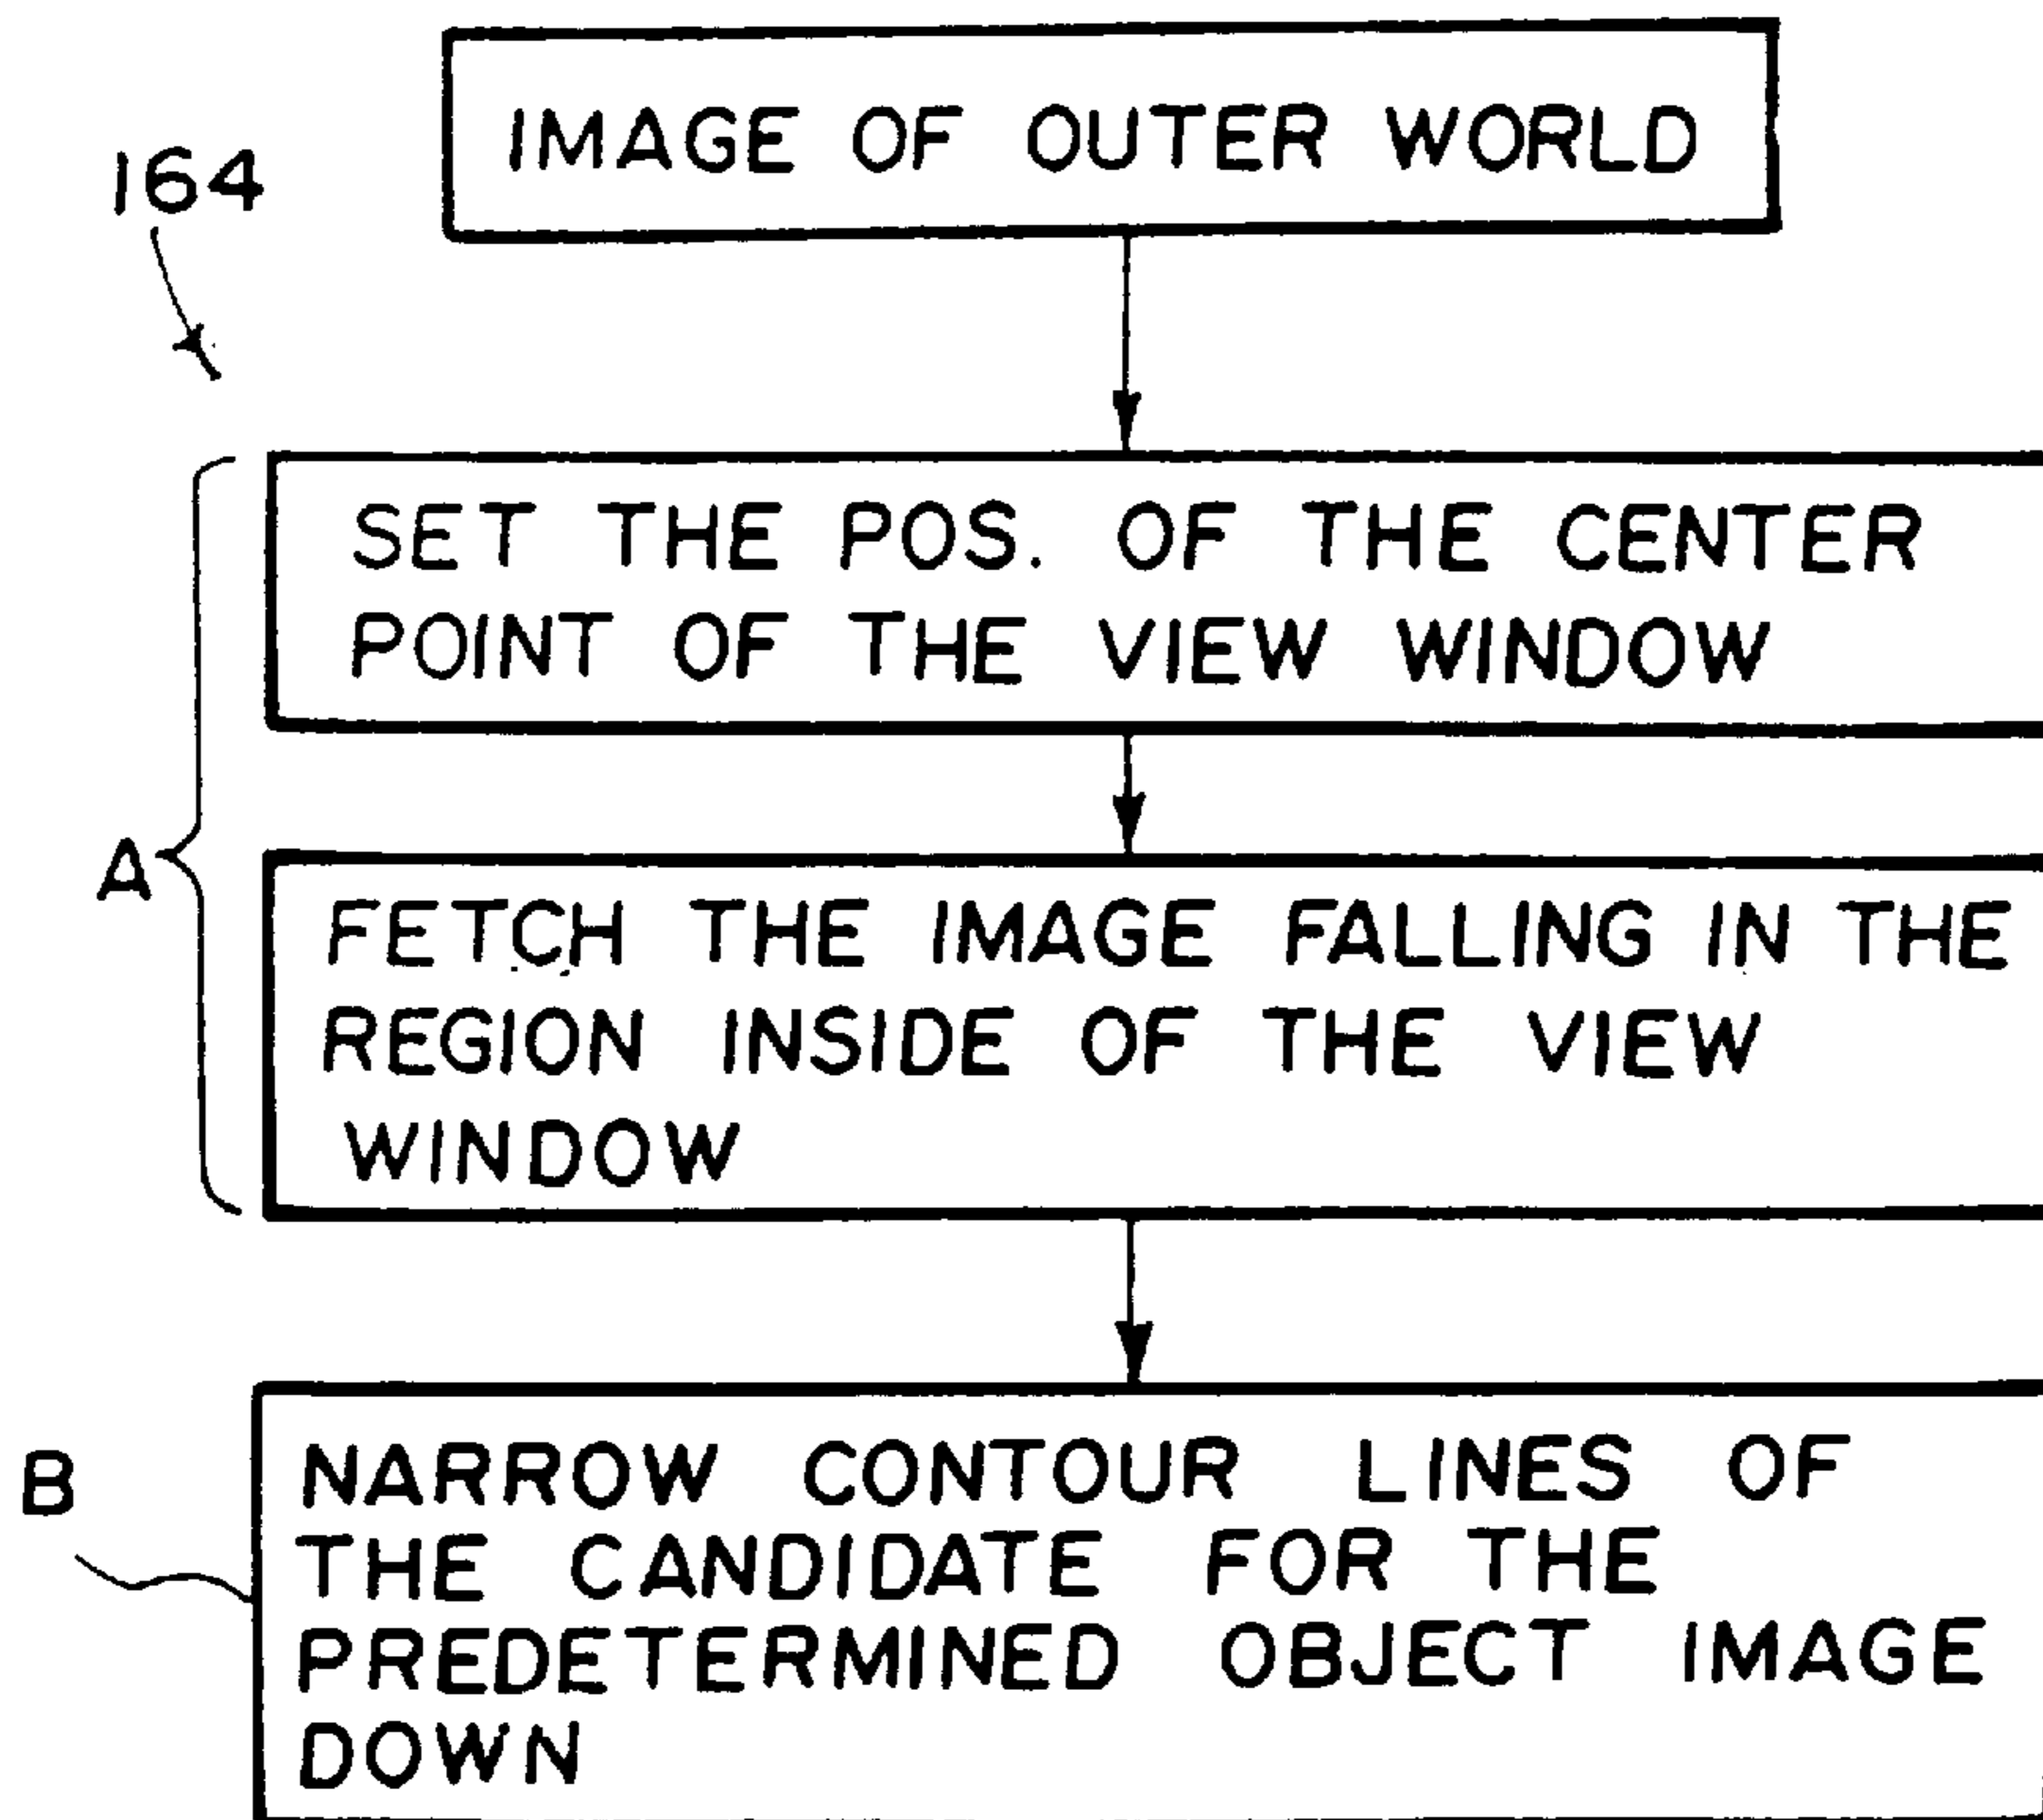 IMAGE OF OUTER WORLD
164
SET THE POS. OF THE CENTER
POINT OF THE VIEW WINDOW
A
FETCH THE IMAGE FALLING IN THE
REGION INSIDE OF THE VIEW
WINDOW
B
NARROW CONTOUR LINES OF
THE CANDIDATE FOR THE
PREDETERMINED OBJECT IMAGE
DOWN